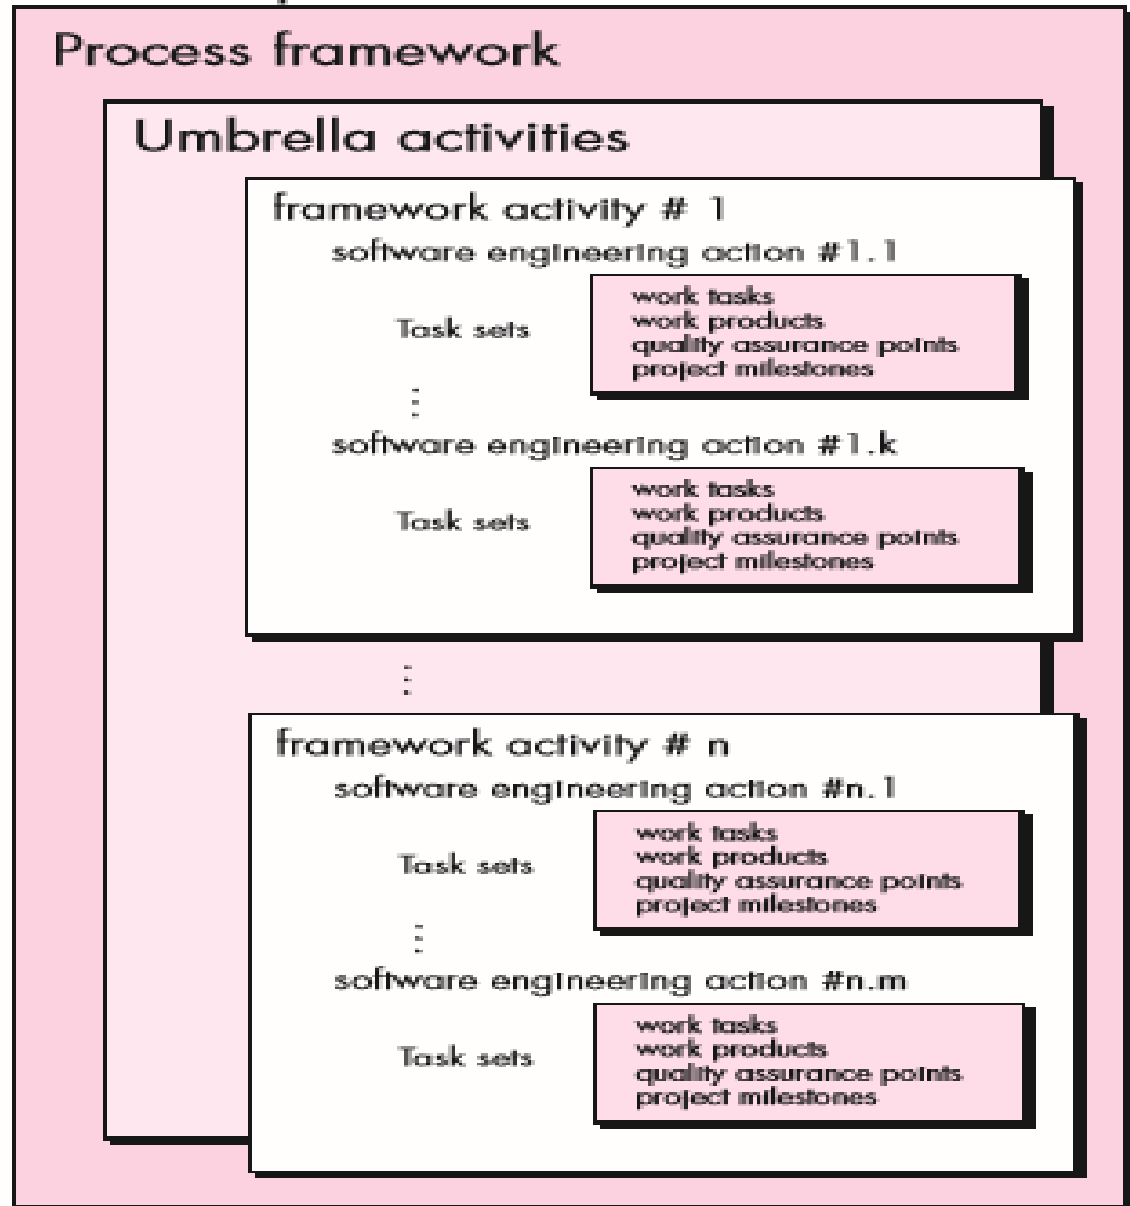 Process framework
Umbrella activities
framework activity # 1
software engineering action #1.1
Task sets
work tasks
work products
quality assurance points
project milestones
software engineering action #1.k
Task sets
work tasks
work products
quality assurance points
project milestones
framework activity # n
software engineering action #n.1
Task sets
work tasks
work products
quality assurance points
project milestones
software engineering action #n.m
Task sets
work tasks
work products
quality assurance points
project milestones